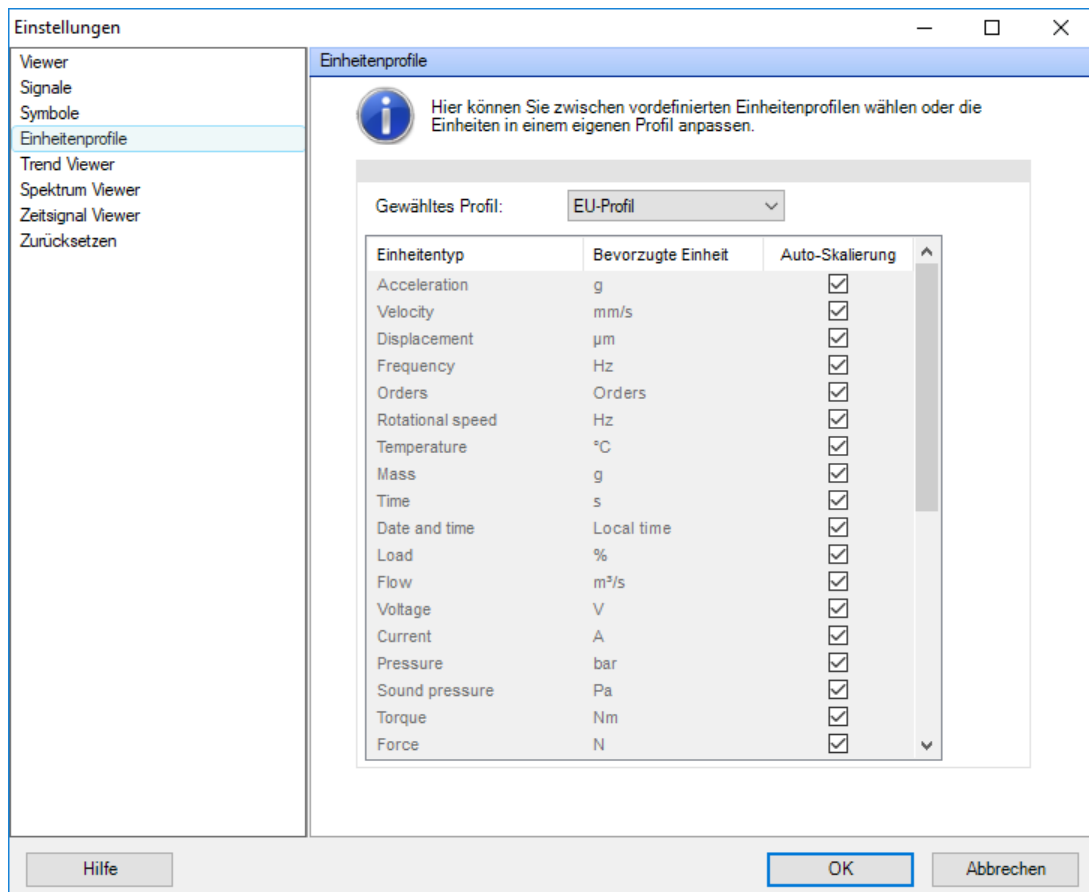 Einstellungen
Viewer
Signale
Symbole
Einheitenprofile
Trend Viewer
Spektrum Viewer
Zeitsignal Viewer
Zurücksetzen
Einheitenprofile
Hier können Sie zwischen vordefinierten Einheitenprofilen wählen oder die
Einheiten in einem eigenen Profil anpassen.
Gewähltes Profil: EU-Profil
Einheitentyp Bevorzugte Einheit Auto-Skalierung
Acceleration g
Velocity mm/s
Displacement µm
Frequency Hz
Orders Orders
Rotational speed Hz
Temperature °C
Mass g
Time s
Date and time Local time
Load %
Flow m³/s
Voltage V
Current A
Pressure bar
Sound pressure Pa
Torque Nm
Force N
Hilfe OK Abbrechen